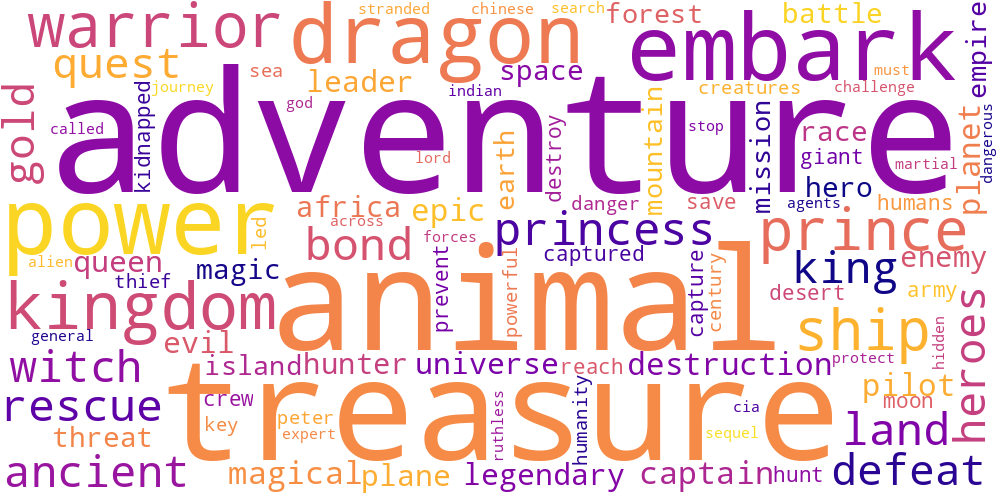 stranded chinese search
warrior dragon forest battle
quest embark empire
sea leader space
journey indian creatures must challenge
gold kidnapped adventure
god
called stop race
lord earth destroy mountain mission giant martial planet dangerous
power africa epic danger save hero agents humans
across princess prince
led bond forces captured
alien queen magic king enemy
thief prevent powerful capture century desert army
kingdom animal
general evil ship hidden heroes
witch island hunter universe reach destruction protect
pilot
rescue crew treasure moon
key peter ruthless humanity cia land
threat expert sequel
ancient magical plane legendary captain hunt defeat